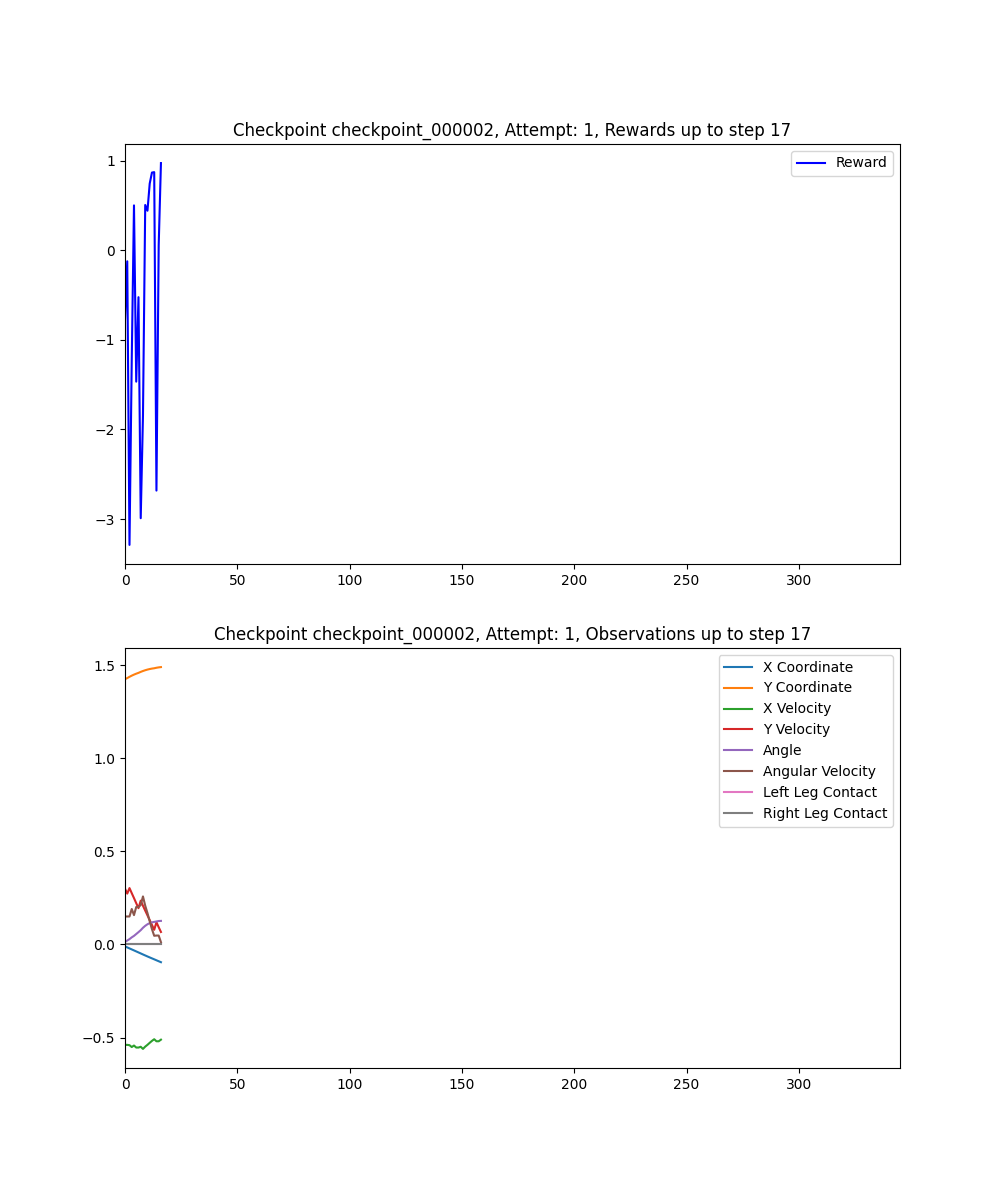 Checkpoint checkpoint_000002, Attempt: 1, Rewards up to step 17
Reward
1
0
−1
−2
−3
0 50 100 150 200 250 300
Checkpoint checkpoint_000002, Attempt: 1, Observations up to step 17
X Coordinate
Y Coordinate
X Velocity
Y Velocity
Angle
Angular Velocity
Left Leg Contact
Right Leg Contact
1.5
1.0
0.5
0.0
−0.5
0 50 100 150 200 250 300